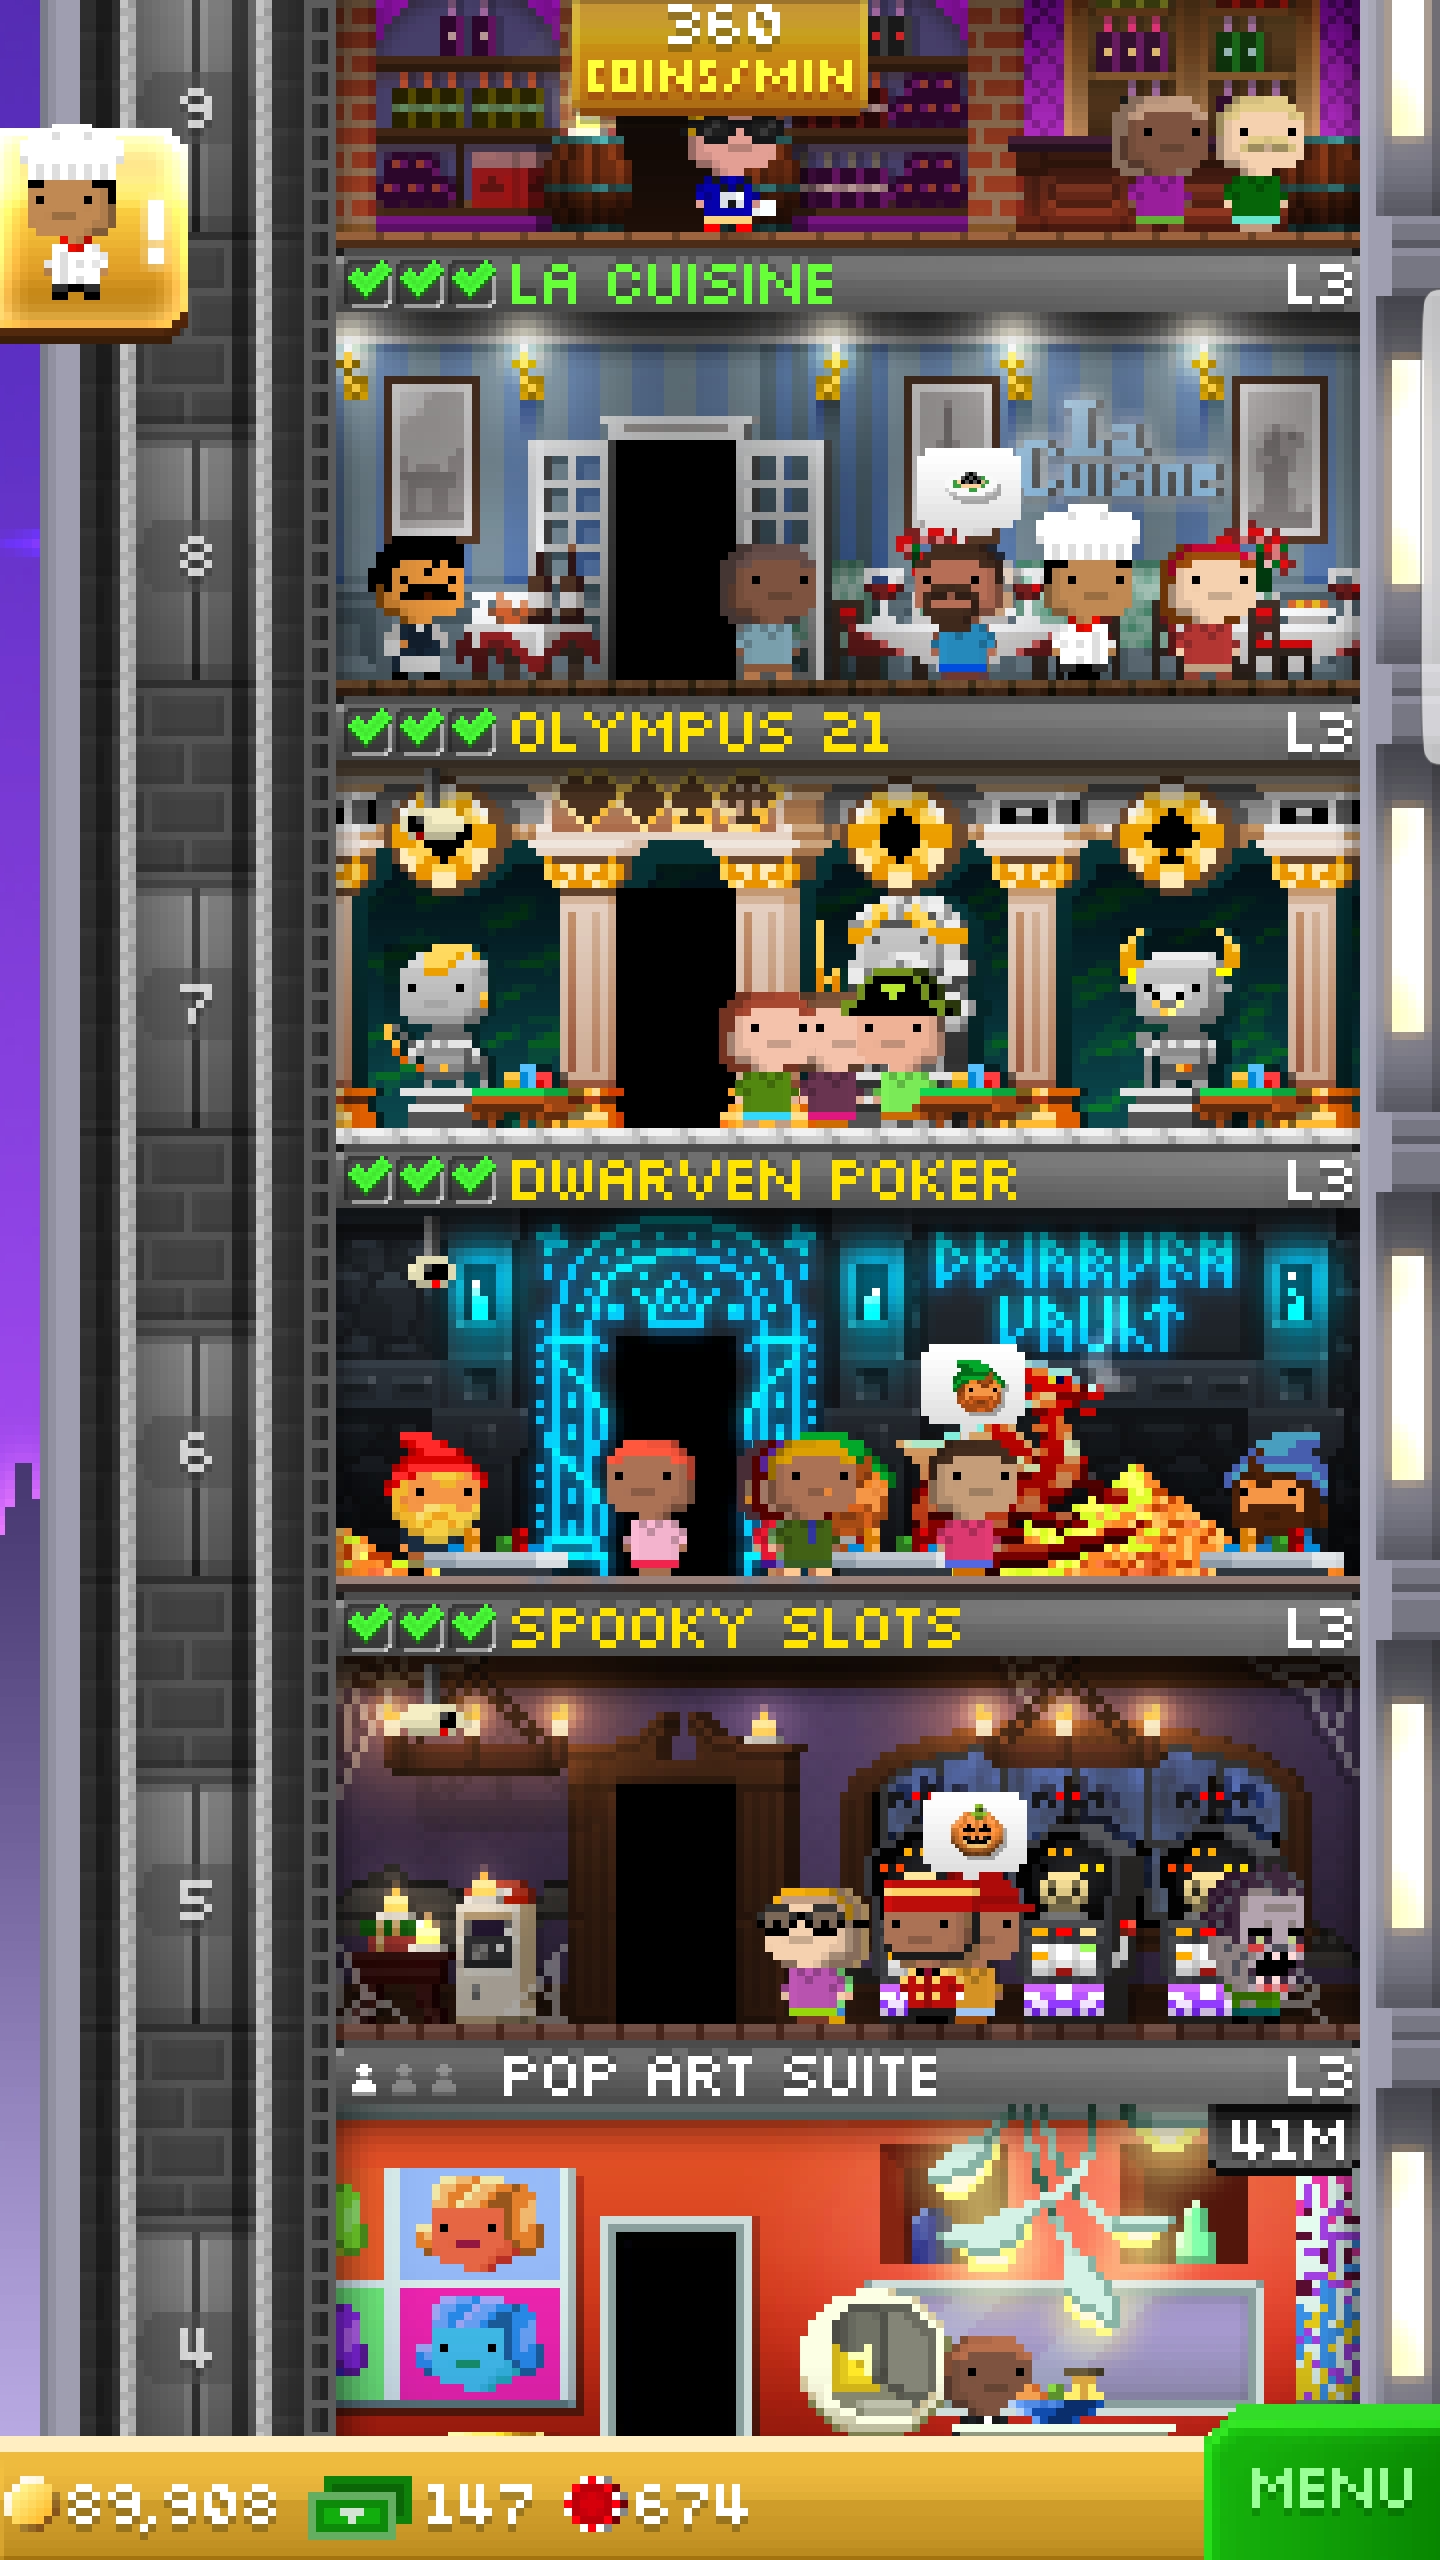 360
COINS/MIN
9
!
LA CUISINE L3
La
Cuisine
8
OLYMPUS 21 L3
7
DWARVEN POKER L3
DWARVEN
VAULT
6
SPOOKY SLOTS L3
5
POP ART SUITE L3
41M
4
89,908 147 674 MENU